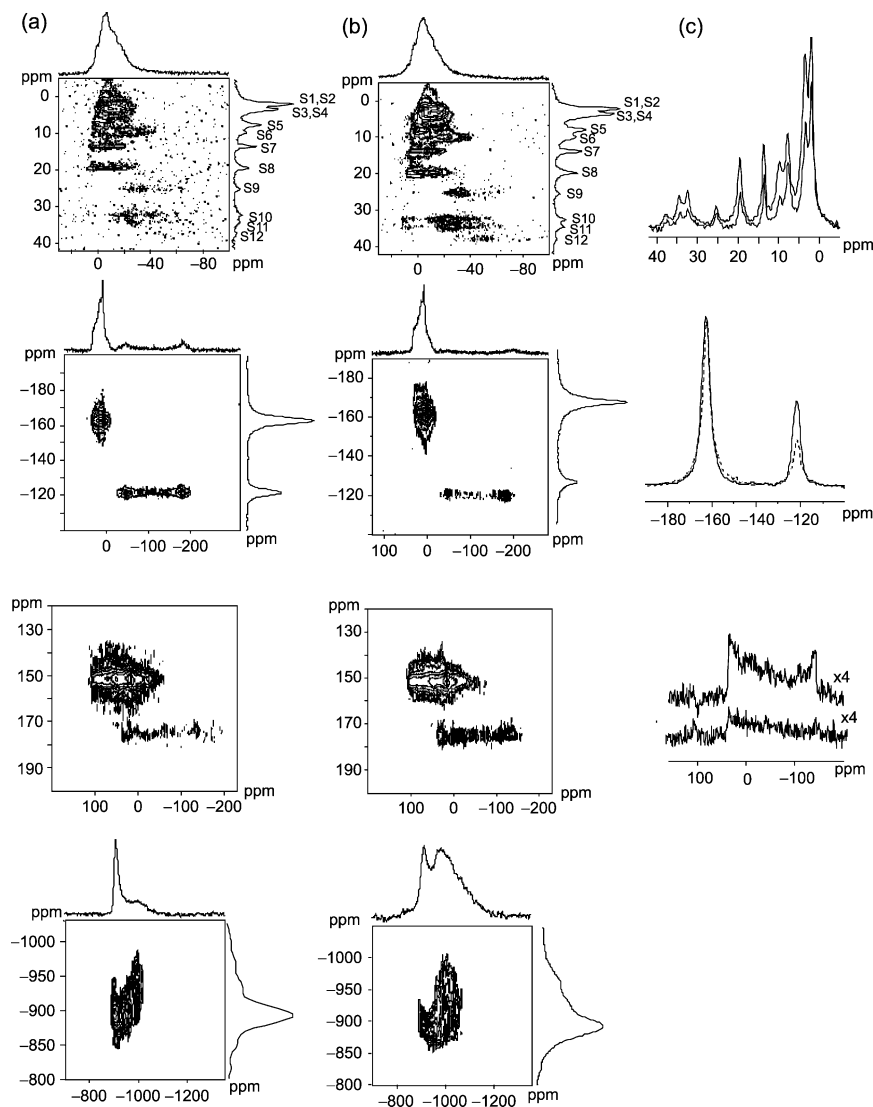 (a) (b) (c)
ppm ppm
0 10 20 30 40
S1,S2
S3,S4
S5
S6
S7
S8
S9
S10
S11
S12
0 −40 −80
ppm
0 10 20 30 40
S1,S2
S3,S4
S5
S6
S7
S8
S9
S10
S11
S12
0 −40 −80
ppm
40 30 20 10 0
ppm
ppm
−180
−160
−140
−120
0 −100 −200
ppm
ppm
−180
−160
−140
−120
100 0 −100 −200
ppm
−180 −160 −140 −120
ppm
ppm
130
150
170
190
100 0 −100 −200
ppm
ppm
130
150
170
190
100 0 −100 −200
ppm
x4
x4
100 0 −100
ppm
ppm
−1000
−950
−900
−850
−800
−800 −1000 −1200
ppm
ppm
−1000
−950
−900
−850
−800
−800 −1000 −1200
ppm